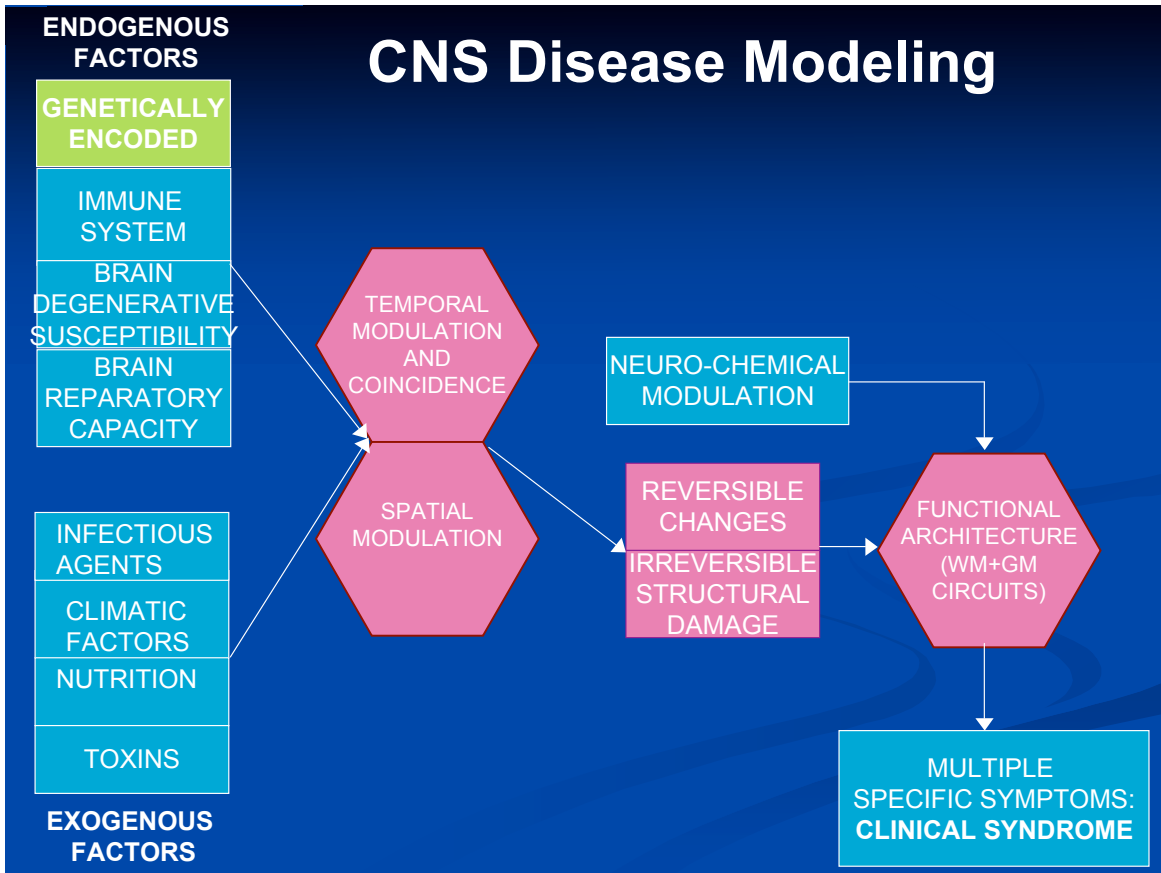 ENDOGENOUS
FACTORS
CNS Disease Modeling
GENETICALLY
ENCODED
IMMUNE
SYSTEM
BRAIN
DEGENERATIVE
SUSCEPTIBILITY
BRAIN
REPARATORY
CAPACITY
INFECTIOUS
AGENTS
CLIMATIC
FACTORS
NUTRITION
TOXINS
EXOGENOUS
FACTORS
TEMPORAL
MODULATION
AND
COINCIDENCE
SPATIAL
MODULATION
NEURO-CHEMICAL
MODULATION
REVERSIBLE
CHANGES
IRREVERSIBLE
STRUCTURAL
DAMAGE
FUNCTIONAL
ARCHITECTURE
(WM+GM
CIRCUITS)
MULTIPLE
SPECIFIC SYMPTOMS:
CLINICAL SYNDROME